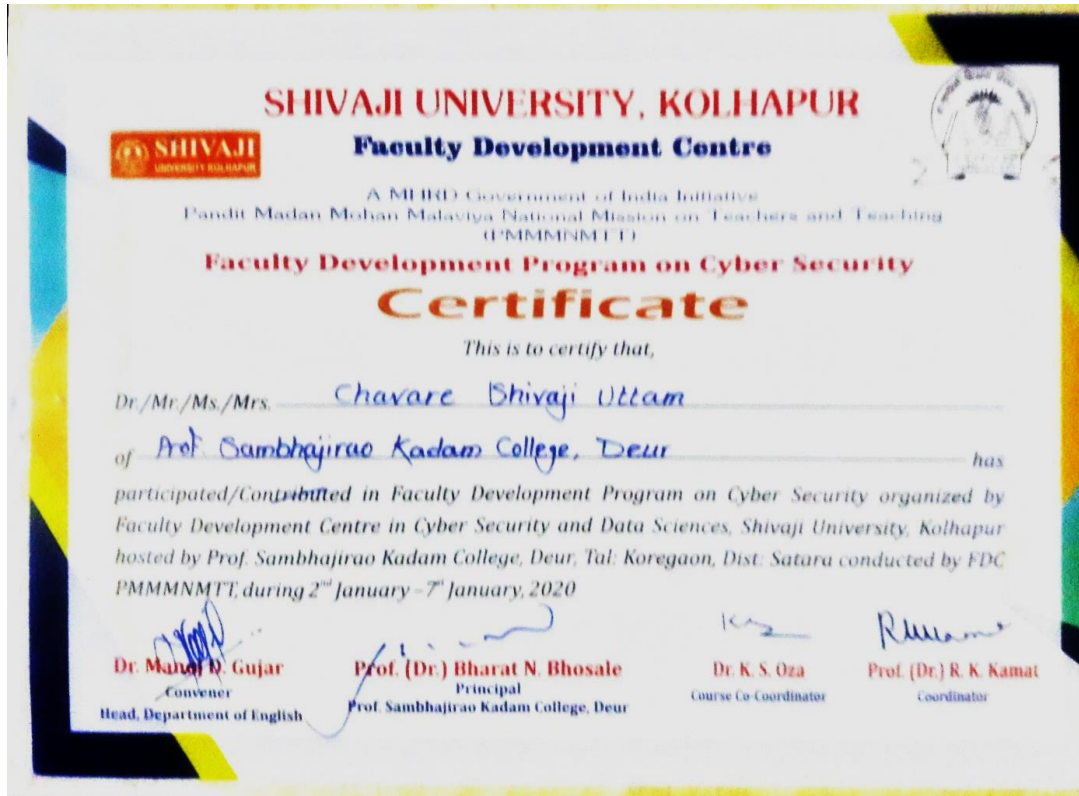 SHIVAJI UNIVERSITY, KOLHAPUR
SHIVAJI
UNIVERSITY KOLHAPUR
Faculty Development Centre
A MHRD Government of India Initiative
Pandit Madan Mohan Malaviya National Mission on Teachers and Teaching
(PMMMNMTT)
Faculty Development Program on Cyber Security
Certificate
This is to certify that,
Dr./Mr./Ms./Mrs. Chavare Shivaji Uttam
of Prof. Sambhajirao Kadam College, Deur has
participated/Contributed in Faculty Development Program on Cyber Security organized by
Faculty Development Centre in Cyber Security and Data Sciences, Shivaji University, Kolhapur
hosted by Prof. Sambhajirao Kadam College, Deur, Tal: Koregaon, Dist: Satara conducted by FDC
PMMMNMTT, during 2nd January – 7th January, 2020
Dr. Manoj D. Gujar
Convener
Head, Department of English
Prof. (Dr.) Bharat N. Bhosale
Principal
Prof. Sambhajirao Kadam College, Deur
Dr. K. S. Oza
Course Co-Coordinator
Prof. (Dr.) R. K. Kamat
Coordinator